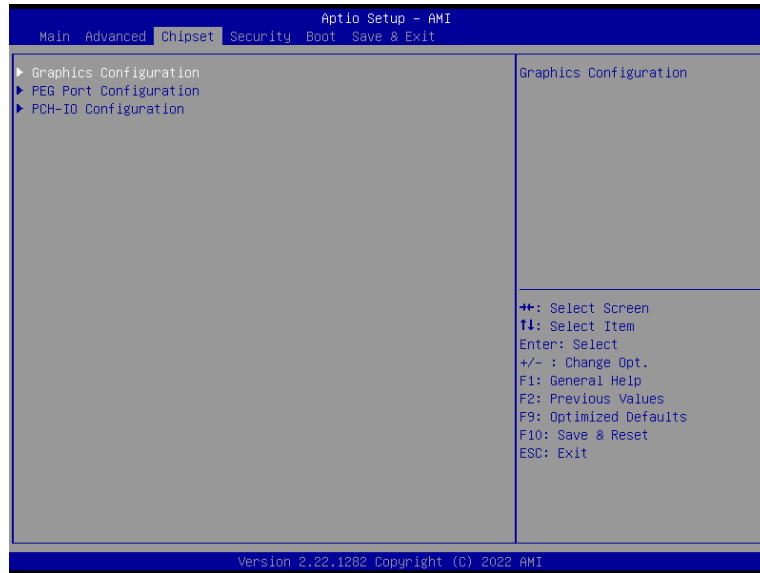 Aptio Setup – AMI
Main Advanced Chipset Security Boot Save & Exit
▶ Graphics Configuration
▶ PEG Port Configuration
▶ PCH-IO Configuration
Graphics Configuration
→←: Select Screen
↑↓: Select Item
Enter: Select
+/- : Change Opt.
F1: General Help
F2: Previous Values
F9: Optimized Defaults
F10: Save & Reset
ESC: Exit
Version 2.22.1282 Copyright (C) 2022 AMI